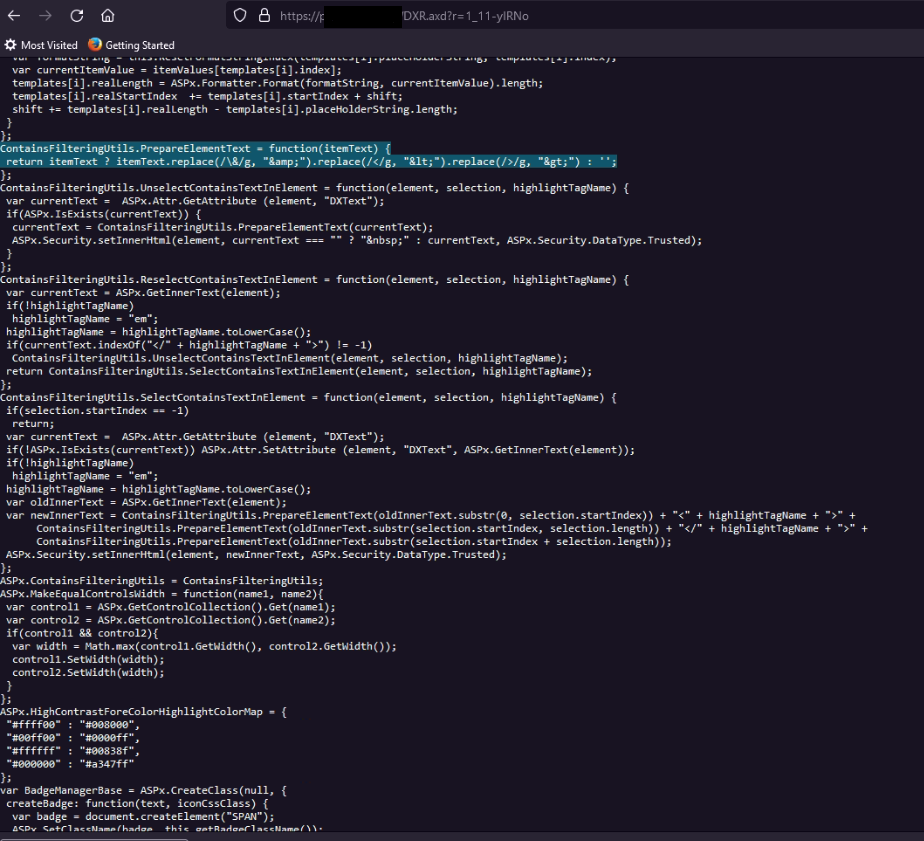 https://p /DXR.axd?r=1_11-ylRNo
Most Visited Getting Started
var formatString = this.ResetFormatStringIndex(templates[i].placeHolderString, templates[i].index);
var currentItemValue = itemValues[templates[i].index];
templates[i].realLength = ASPx.Formatter.Format(formatString, currentItemValue).length;
templates[i].realStartIndex += templates[i].startIndex + shift;
shift += templates[i].realLength - templates[i].placeHolderString.length;
}
};
ContainsFilteringUtils.PrepareElementText = function(itemText) {
return itemText ? itemText.replace(/\&/g, "&amp;").replace(/</g, "&lt;").replace(/>/g, "&gt;") : '';
};
ContainsFilteringUtils.UnselectContainsTextInElement = function(element, selection, highlightTagName) {
var currentText = ASPx.Attr.GetAttribute (element, "DXText");
if(ASPx.IsExists(currentText)) {
currentText = ContainsFilteringUtils.PrepareElementText(currentText);
ASPx.Security.setInnerHtml(element, currentText === "" ? "&nbsp;" : currentText, ASPx.Security.DataType.Trusted);
}
};
ContainsFilteringUtils.ReselectContainsTextInElement = function(element, selection, highlightTagName) {
var currentText = ASPx.GetInnerText(element);
if(!highlightTagName)
highlightTagName = "em";
highlightTagName = highlightTagName.toLowerCase();
if(currentText.indexOf("</" + highlightTagName + ">") != -1)
ContainsFilteringUtils.UnselectContainsTextInElement(element, selection, highlightTagName);
return ContainsFilteringUtils.SelectContainsTextInElement(element, selection, highlightTagName);
};
ContainsFilteringUtils.SelectContainsTextInElement = function(element, selection, highlightTagName) {
if(selection.startIndex == -1)
return;
var currentText = ASPx.Attr.GetAttribute (element, "DXText");
if(!ASPx.IsExists(currentText)) ASPx.Attr.SetAttribute (element, "DXText", ASPx.GetInnerText(element));
if(!highlightTagName)
highlightTagName = "em";
highlightTagName = highlightTagName.toLowerCase();
var oldInnerText = ASPx.GetInnerText(element);
var newInnerText = ContainsFilteringUtils.PrepareElementText(oldInnerText.substr(0, selection.startIndex)) + "<" + highlightTagName + ">" +
ContainsFilteringUtils.PrepareElementText(oldInnerText.substr(selection.startIndex, selection.length)) + "</" + highlightTagName + ">" +
ContainsFilteringUtils.PrepareElementText(oldInnerText.substr(selection.startIndex + selection.length));
ASPx.Security.setInnerHtml(element, newInnerText, ASPx.Security.DataType.Trusted);
};
ASPx.ContainsFilteringUtils = ContainsFilteringUtils;
ASPx.MakeEqualControlsWidth = function(name1, name2){
var control1 = ASPx.GetControlCollection().Get(name1);
var control2 = ASPx.GetControlCollection().Get(name2);
if(control1 && control2){
var width = Math.max(control1.GetWidth(), control2.GetWidth());
control1.SetWidth(width);
control2.SetWidth(width);
}
};
ASPx.HighContrastForeColorHighlightColorMap = {
"#ffff00" : "#008000",
"#00ff00" : "#0000ff",
"#ffffff" : "#00838f",
"#000000" : "#a347ff"
};
var BadgeManagerBase = ASPx.CreateClass(null, {
createBadge: function(text, iconCssClass) {
var badge = document.createElement("SPAN");
ASPx.SetClassName(badge, this.getBadgeClassName());